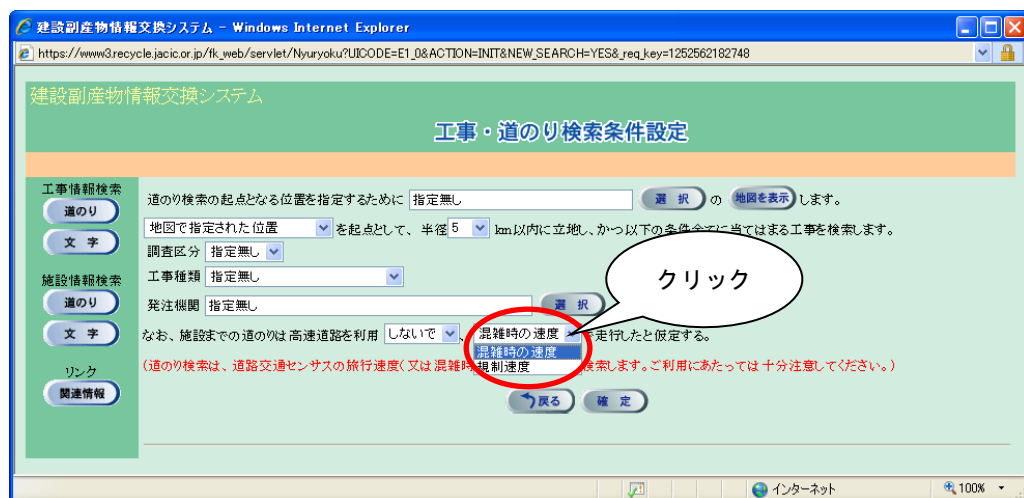 建設副産物情報交換システム - Windows Internet Explorer
https://www3.recycle.jacic.or.jp/fk_web/servlet/Nyuryoku?UICODE=E1_0&ACTION=INIT&NEW_SEARCH=YES&_req_key=1252562182748
建設副産物情報交換システム
工事・道のり検索条件設定
工事情報検索
道のり
文 字
施設情報検索
道のり
文 字
リンク
関連情報
道のり検索の起点となる位置を指定するために 指定無し 選 択 の 地図を表示 します。
地図で指定された位置 を起点として、半径 5 km以内に立地し、かつ以下の条件全てに当てはまる工事を検索します。
調査区分 指定無し
工事種類 指定無し
クリック
発注機関 指定無し 選 択
なお、施設までの道のりは高速道路を利用 しないで 、 混雑時の速度 を走行したと仮定する。
混雑時の速度
規制速度
(道のり検索は、道路交通センサスの旅行速度(又は混雑時 検索します。ご利用にあたっては十分注意してください。)
戻る 確 定
インターネット 100%